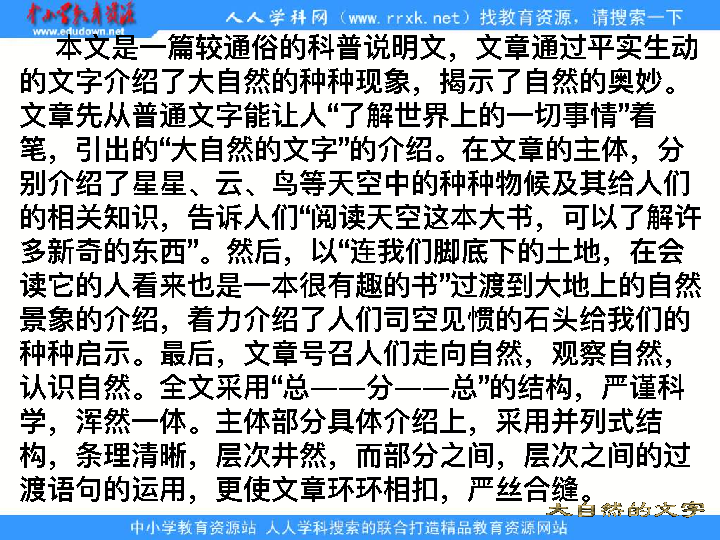 中小学教育资源
www.edudown.net
人人学科网（www.rrxk.net）找教育资源，请搜索一下
本文是一篇较通俗的科普说明文，文章通过平实生动
的文字介绍了大自然的种种现象，揭示了自然的奥妙。
文章先从普通文字能让人“了解世界上的一切事情”着
笔，引出的“大自然的文字”的介绍。在文章的主体，分
别介绍了星星、云、鸟等天空中的种种物候及其给人们
的相关知识，告诉人们“阅读天空这本大书，可以了解许
多新奇的东西”。然后，以“连我们脚底下的土地，在会
读它的人看来也是一本很有趣的书”过渡到大地上的自然
景象的介绍，着力介绍了人们司空见惯的石头给我们的
种种启示。最后，文章号召人们走向自然，观察自然，
认识自然。全文采用“总——分——总”的结构，严谨科
学，浑然一体。主体部分具体介绍上，采用并列式结
构，条理清晰，层次井然，而部分之间，层次之间的过
渡语句的运用，更使文章环环相扣，严丝合缝。
大自然的文字
中小学教育资源站 人人学科搜索的联合打造精品教育资源网站